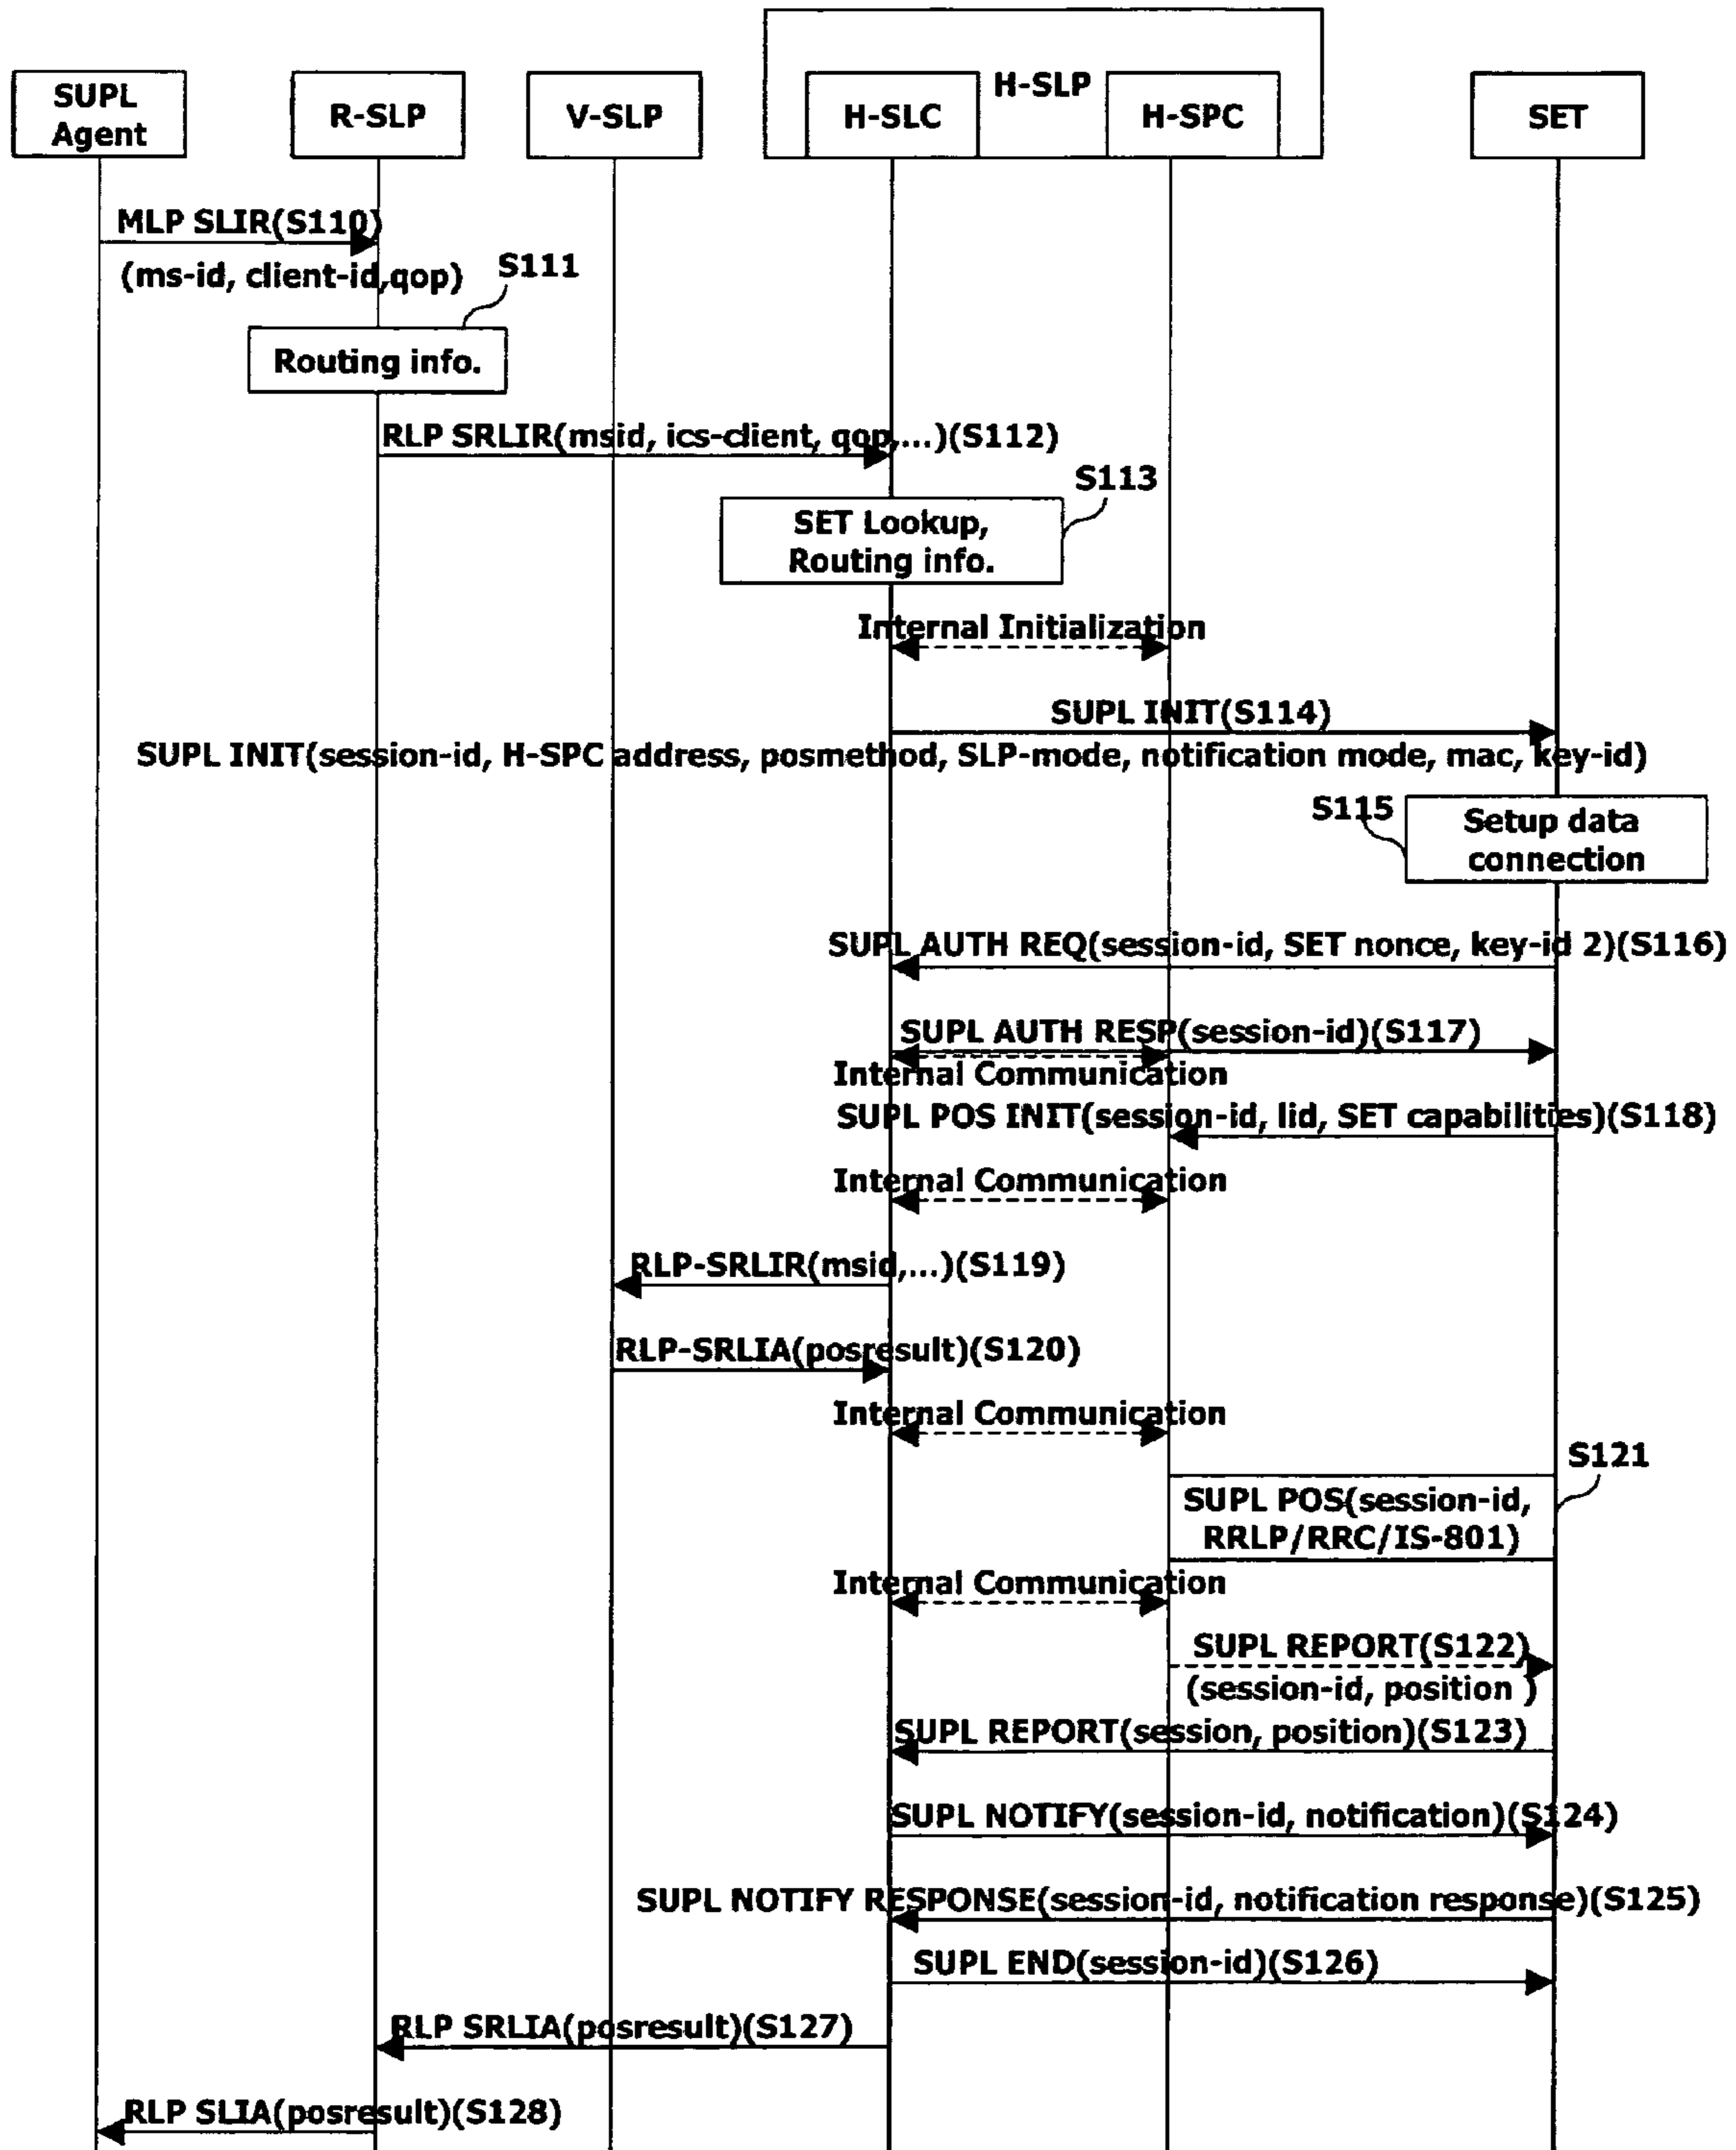 H-SLP
SUPL
Agent
R-SLP
V-SLP
H-SLC
H-SPC
SET
MLP SLIR(S110)
(ms-id, client-id,qop)
S111
Routing info.
RLP SRLIR(msid, ics-client, qop,...)(S112)
S113
SET Lookup,
Routing info.
Internal Initialization
SUPL INIT(S114)
SUPL INIT(session-id, H-SPC address, posmethod, SLP-mode, notification mode, mac, key-id)
S115
Setup data
connection
SUPL AUTH REQ(session-id, SET nonce, key-id 2)(S116)
SUPL AUTH RESP(session-id)(S117)
Internal Communication
SUPL POS INIT(session-id, lid, SET capabilities)(S118)
Internal Communication
RLP-SRLIR(msid,...)(S119)
RLP-SRLIA(posresult)(S120)
Internal Communication
S121
SUPL POS(session-id,
RRLP/RRC/IS-801)
Internal Communication
SUPL REPORT(S122)
(session-id, position )
SUPL REPORT(session, position)(S123)
SUPL NOTIFY(session-id, notification)(S124)
SUPL NOTIFY RESPONSE(session-id, notification response)(S125)
SUPL END(session-id)(S126)
RLP SRLIA(posresult)(S127)
RLP SLIA(posresult)(S128)